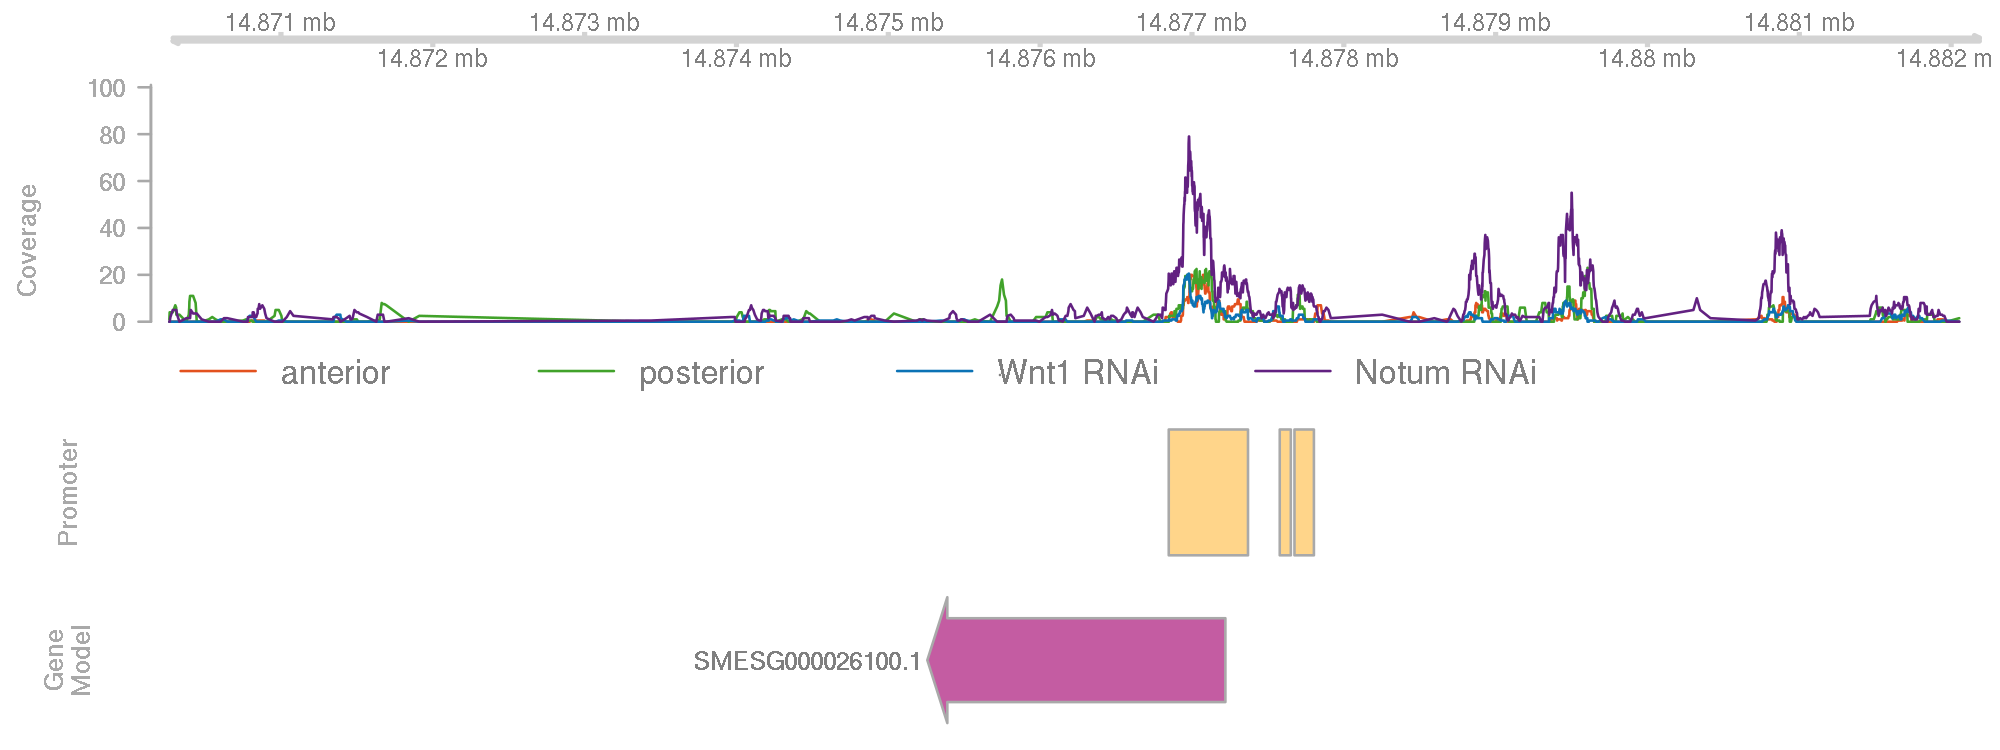 14.871 mb 14.873 mb 14.875 mb 14.877 mb 14.879 mb 14.881 mb
14.872 mb 14.874 mb 14.876 mb 14.878 mb 14.88 mb 14.882 m
100
80
60
40
20
0
Coverage
anterior posterior Wnt1 RNAi Notum RNAi
Promoter
Gene
Model
SMESG000026100.1